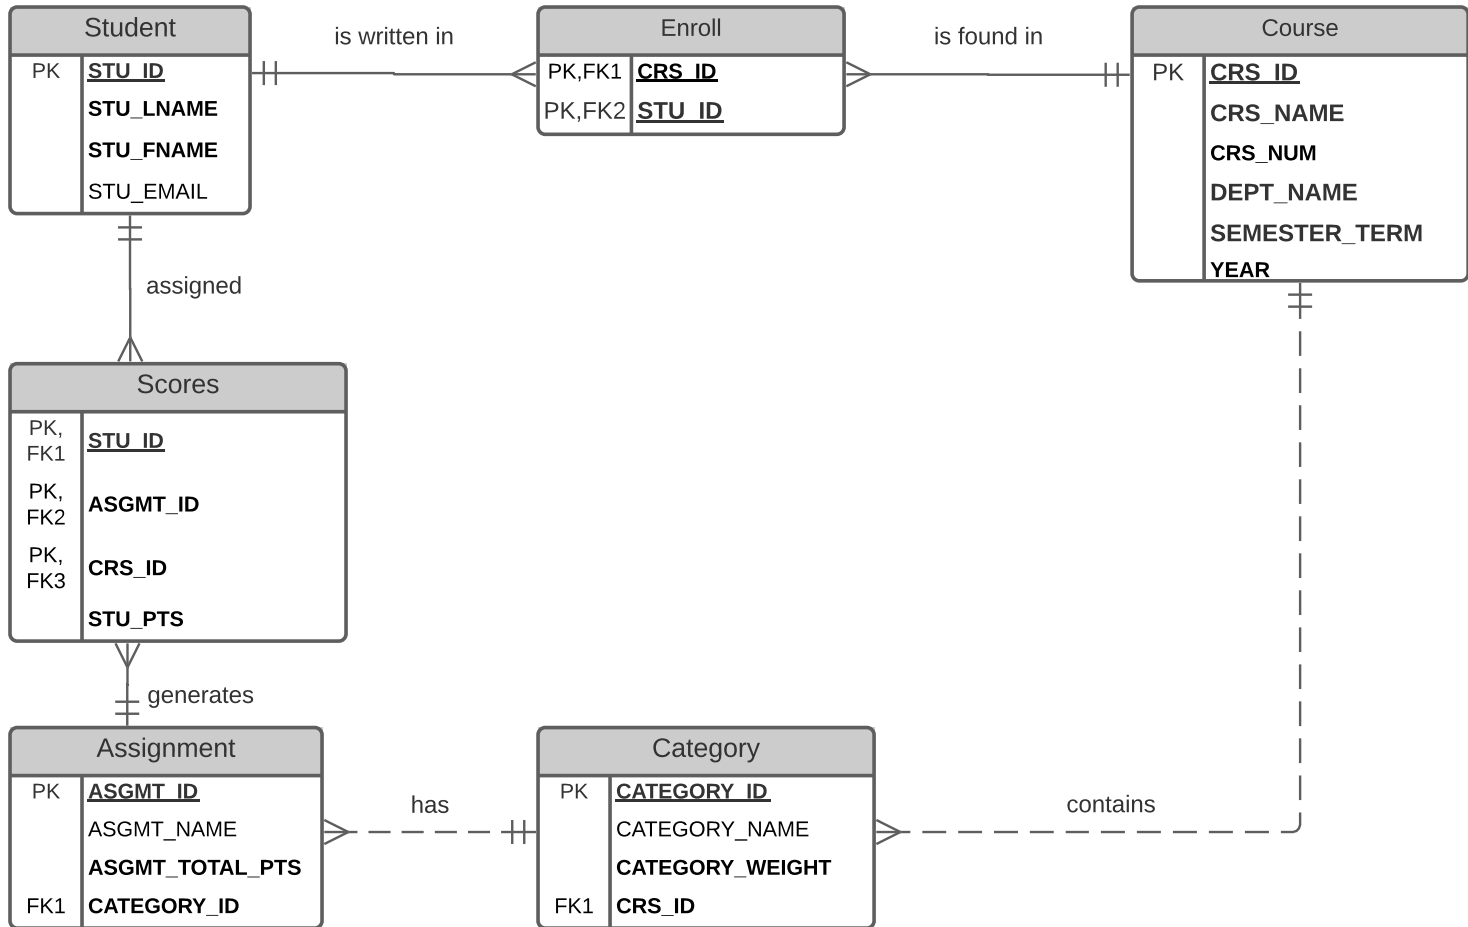 Student
PK STU_ID
STU_LNAME
STU_FNAME
STU_EMAIL
is written in
Enroll
PK,FK1 CRS_ID
PK,FK2 STU_ID
is found in
Course
PK CRS_ID
CRS_NAME
CRS_NUM
DEPT_NAME
SEMESTER_TERM
YEAR
assigned
Scores
PK,
FK1 STU_ID
PK,
FK2 ASGMT_ID
PK,
FK3 CRS_ID
STU_PTS
generates
Assignment
PK ASGMT_ID
ASGMT_NAME
ASGMT_TOTAL_PTS
FK1 CATEGORY_ID
has
Category
PK CATEGORY_ID
CATEGORY_NAME
CATEGORY_WEIGHT
FK1 CRS_ID
contains